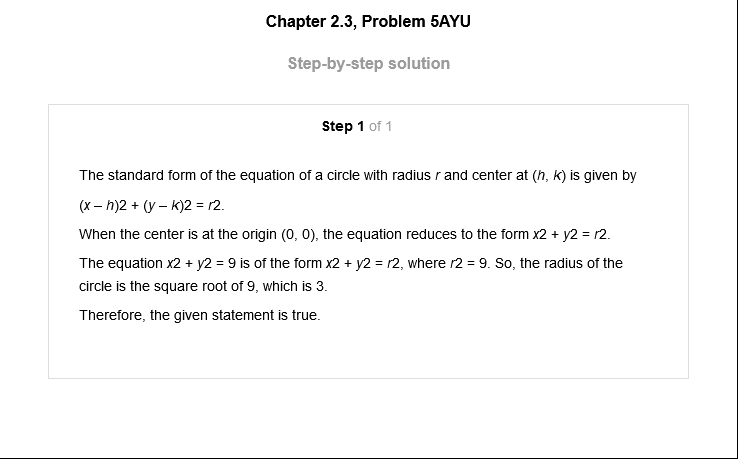 Chapter 2.3, Problem 5AYU
Step-by-step solution
Step 1 of 1
The standard form of the equation of a circle with radius r and center at (h, k) is given by
(x – h)2 + (y – k)2 = r2.
When the center is at the origin (0, 0), the equation reduces to the form x2 + y2 = r2.
The equation x2 + y2 = 9 is of the form x2 + y2 = r2, where r2 = 9. So, the radius of the
circle is the square root of 9, which is 3.
Therefore, the given statement is true.